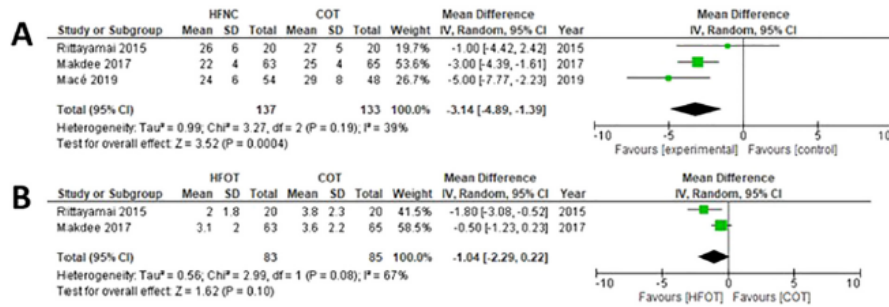 A
HFNC COT Mean Difference Mean Difference
Study or Subgroup Mean SD Total Mean SD Total Weight IV, Random, 95% CI Year IV, Random, 95% CI
Rittayamai 2015 26 6 20 27 5 20 19.7% -1.00 [-4.42, 2.42] 2015
Makdee 2017 22 4 63 25 4 65 53.6% -3.00 [-4.39, -1.61] 2017
Macé 2019 24 6 54 29 8 48 26.7% -5.00 [-7.77, -2.23] 2019
Total (95% CI) 137 133 100.0% -3.14 [-4.89, -1.39]
Heterogeneity: Tau² = 0.99; Chi² = 3.27, df = 2 (P = 0.19); I² = 39%
Test for overall effect: Z = 3.52 (P = 0.0004)
-10 -5 0 5 10
Favours [experimental] Favours [control]
B
HFOT COT Mean Difference Mean Difference
Study or Subgroup Mean SD Total Mean SD Total Weight IV, Random, 95% CI Year IV, Random, 95% CI
Rittayamai 2015 2 1.8 20 3.8 2.3 20 41.5% -1.80 [-3.08, -0.52] 2015
Makdee 2017 3.1 2 63 3.6 2.2 65 58.5% -0.50 [-1.23, 0.23] 2017
Total (95% CI) 83 85 100.0% -1.04 [-2.29, 0.22]
Heterogeneity: Tau² = 0.56; Chi² = 2.99, df = 1 (P = 0.08); I² = 67%
Test for overall effect: Z = 1.62 (P = 0.10)
-10 -5 0 5 10
Favours [HFOT] Favours [COT]